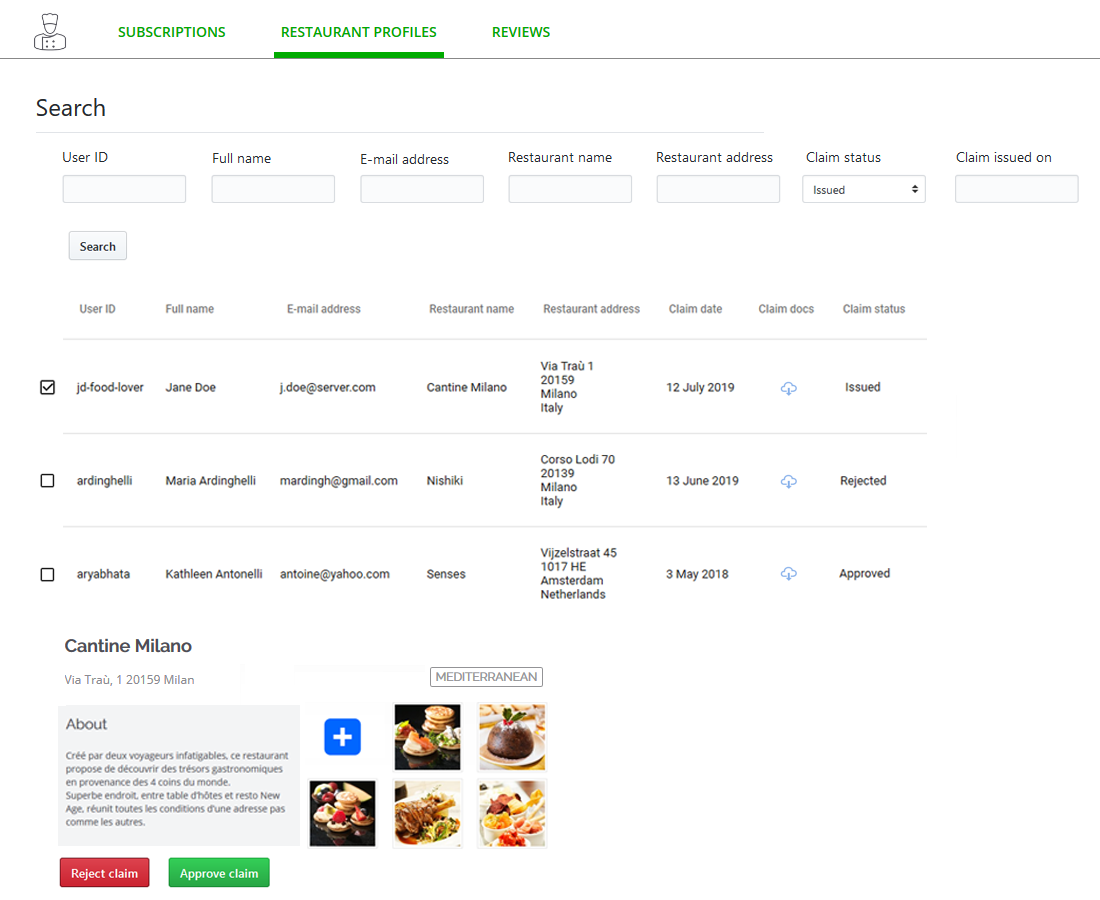 SUBSCRIPTIONS RESTAURANT PROFILES REVIEWS
Search
User ID Full name E-mail address Restaurant name Restaurant address Claim status Claim issued on
Issued
Search
User ID Full name E-mail address Restaurant name Restaurant address Claim date Claim docs Claim status
jd-food-lover Jane Doe j.doe@server.com Cantine Milano Via Traù 1 12 July 2019 Issued
20159
Milano
Italy
ardinghelli Maria Ardinghelli mardingh@gmail.com Nishiki Corso Lodi 70 13 June 2019 Rejected
20139
Milano
Italy
aryabhata Kathleen Antonelli antoine@yahoo.com Senses Vijzelstraat 45 3 May 2018 Approved
1017 HE
Amsterdam
Netherlands
Cantine Milano
Via Traù, 1 20159 Milan MEDITERRANEAN
About
Créé par deux voyageurs infatigables, ce restaurant
propose de découvrir des trésors gastronomiques
en provenance des 4 coins du monde.
Superbe endroit, entre table d'hôtes et resto New
Age, réunit toutes les conditions d'une adresse pas
comme les autres.
Reject claim Approve claim